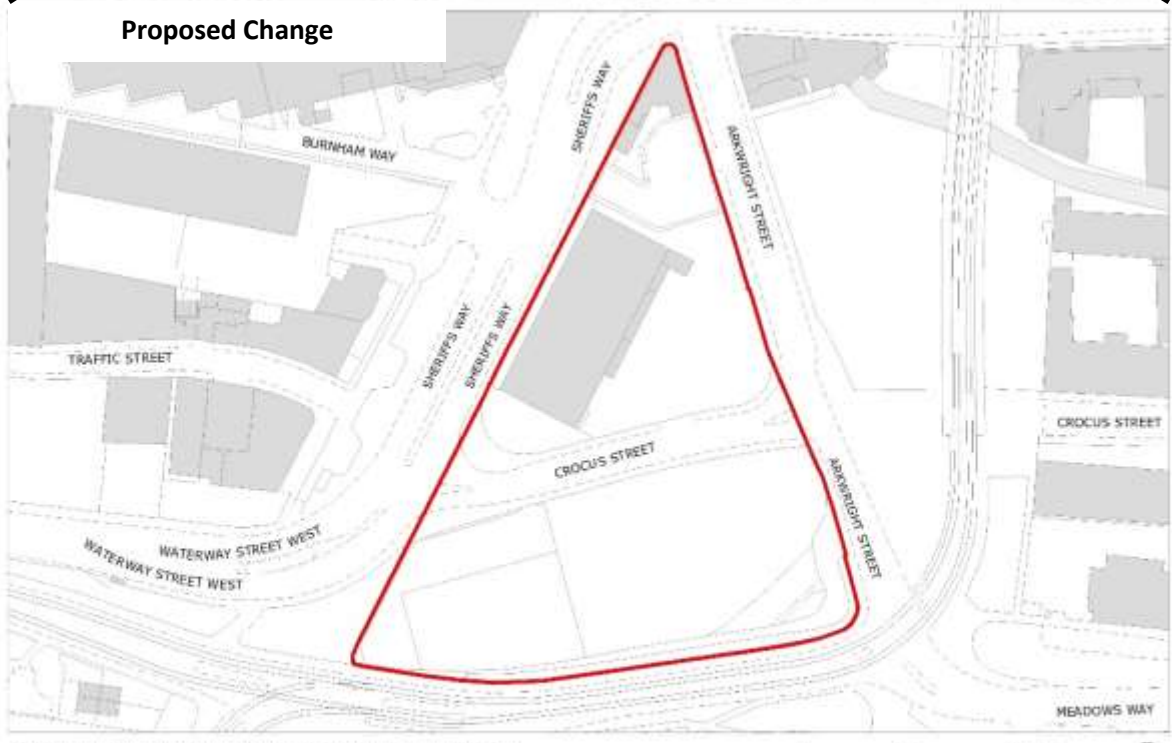 Proposed Change
SHERIFFS WAY
BURNHAM WAY
ARKWRIGHT STREET
SHERIFFS WAY
SHERIFFS WAY
TRAFFIC STREET
CROCUS STREET
CROCUS STREET
ARKWRIGHT STREET
WATERWAY STREET WEST
WATERWAY STREET WEST
MEADOWS WAY